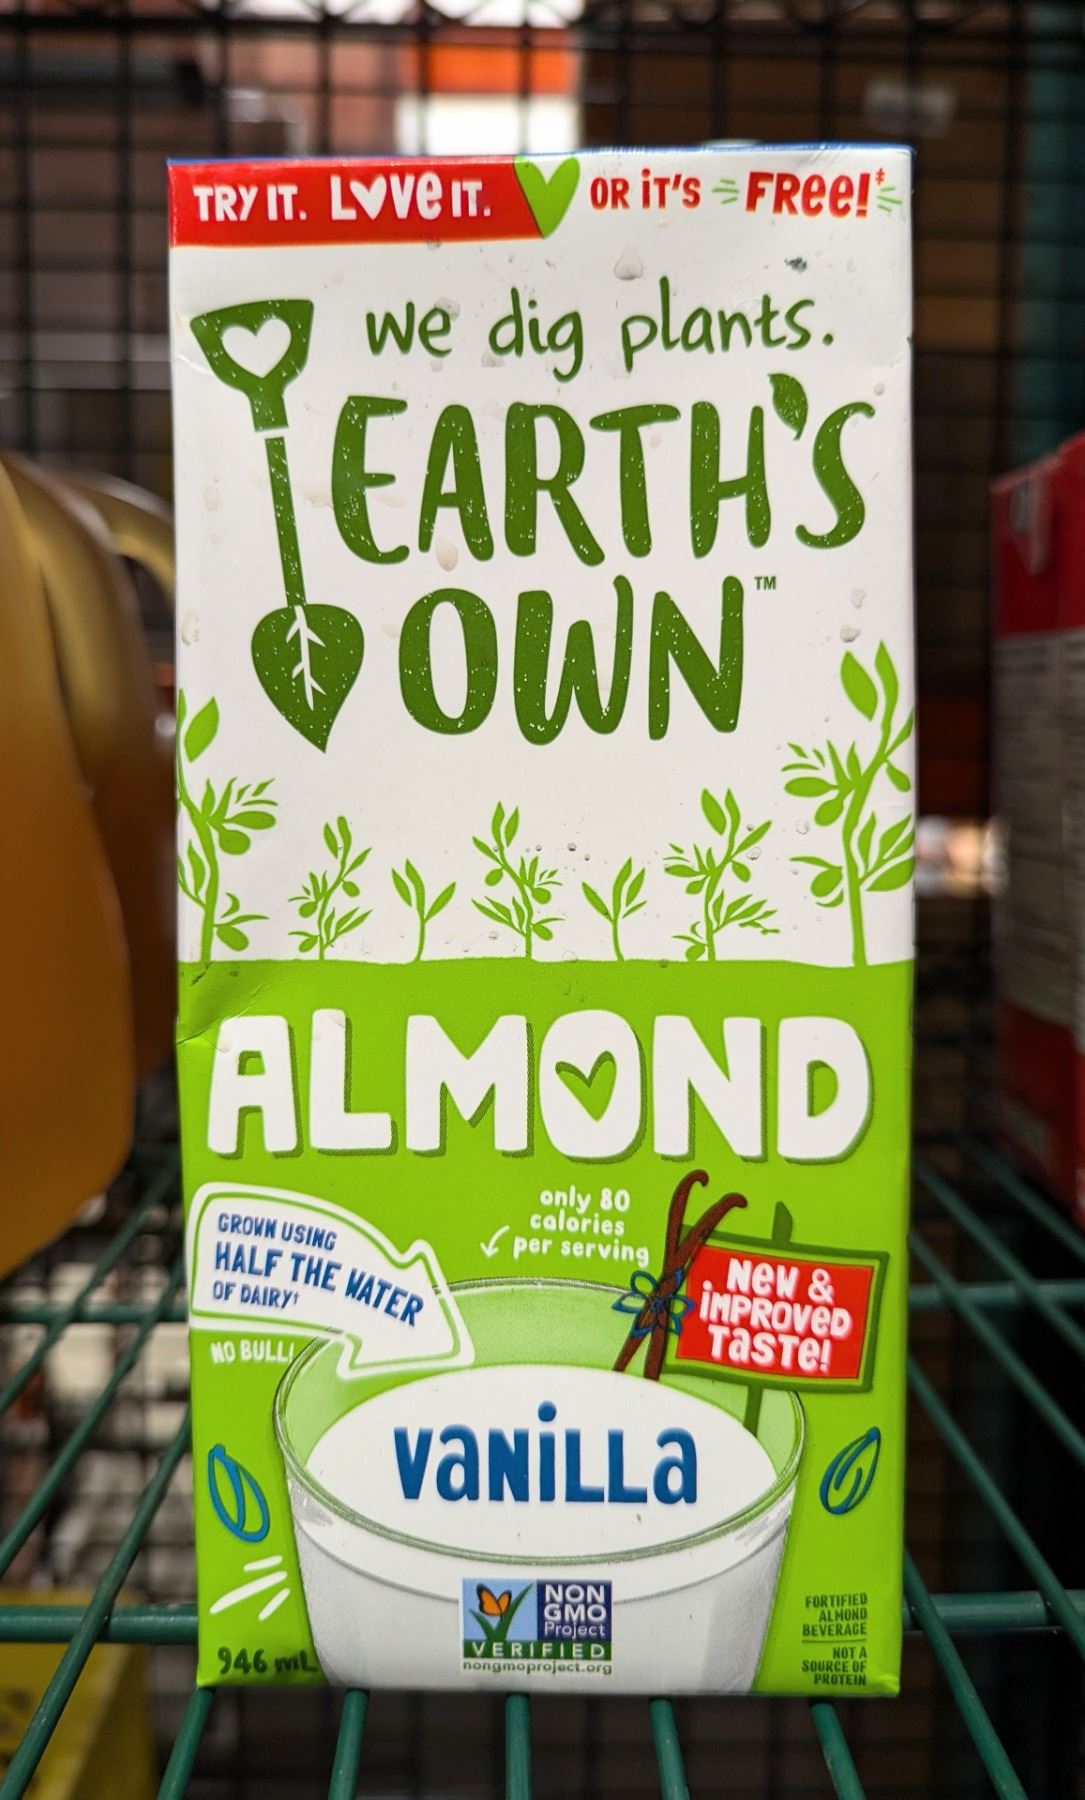 TRY IT. LOVE IT. OR iT'S FRee!‡
we dig plants.
EARTH'S
OWN™
ALMOND
only 80
calories
per serving
GROWN USING
HALF THE WATER
OF DAIRY†
NO BULL!
NEW &
iMPROVED
TaSTe!
VaNiLLa
NON
GMO
Project
VERIFIED
nongmoproject.org
946 mL
FORTIFIED
ALMOND
BEVERAGE
NOT A
SOURCE OF
PROTEIN